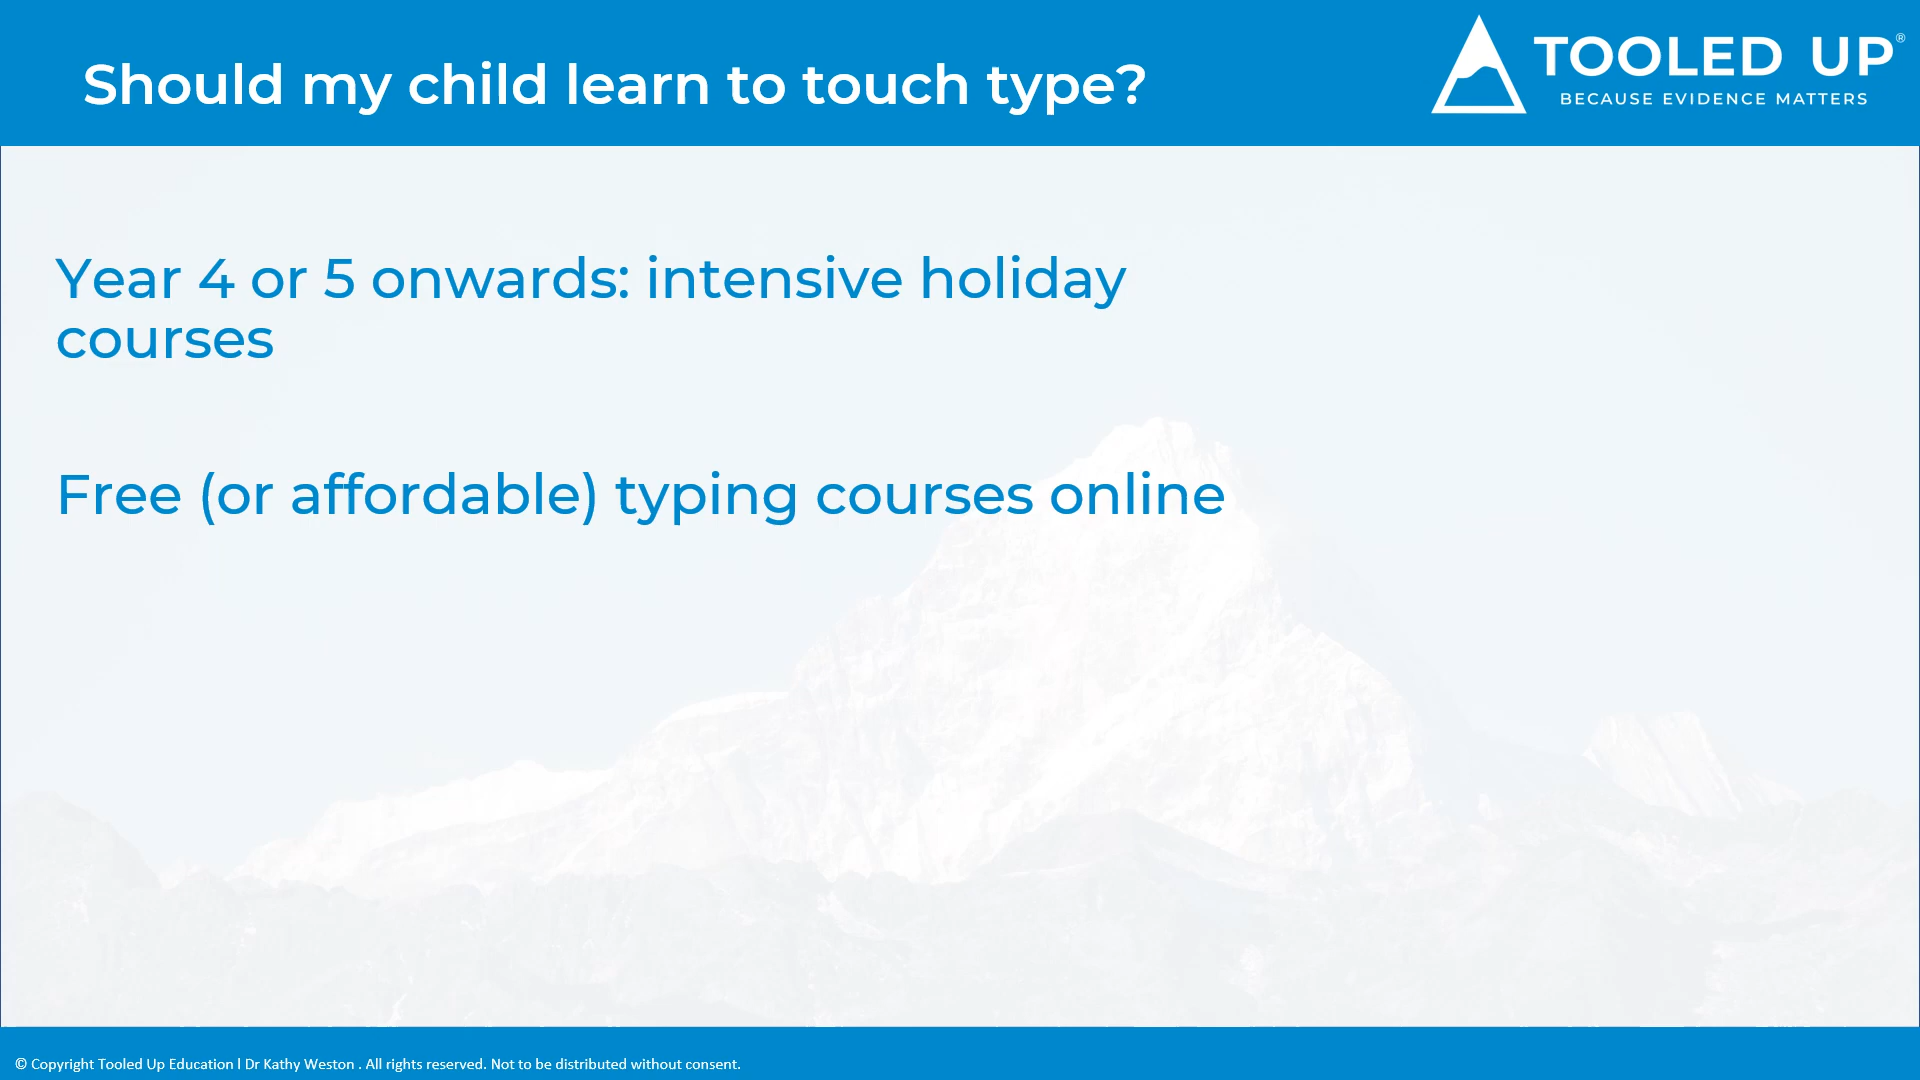 Should my child learn to touch type?
TOOLED UP®
BECAUSE EVIDENCE MATTERS
Year 4 or 5 onwards: intensive holiday
courses
Free (or affordable) typing courses online
© Copyright Tooled Up Education l Dr Kathy Weston . All rights reserved. Not to be distributed without consent.